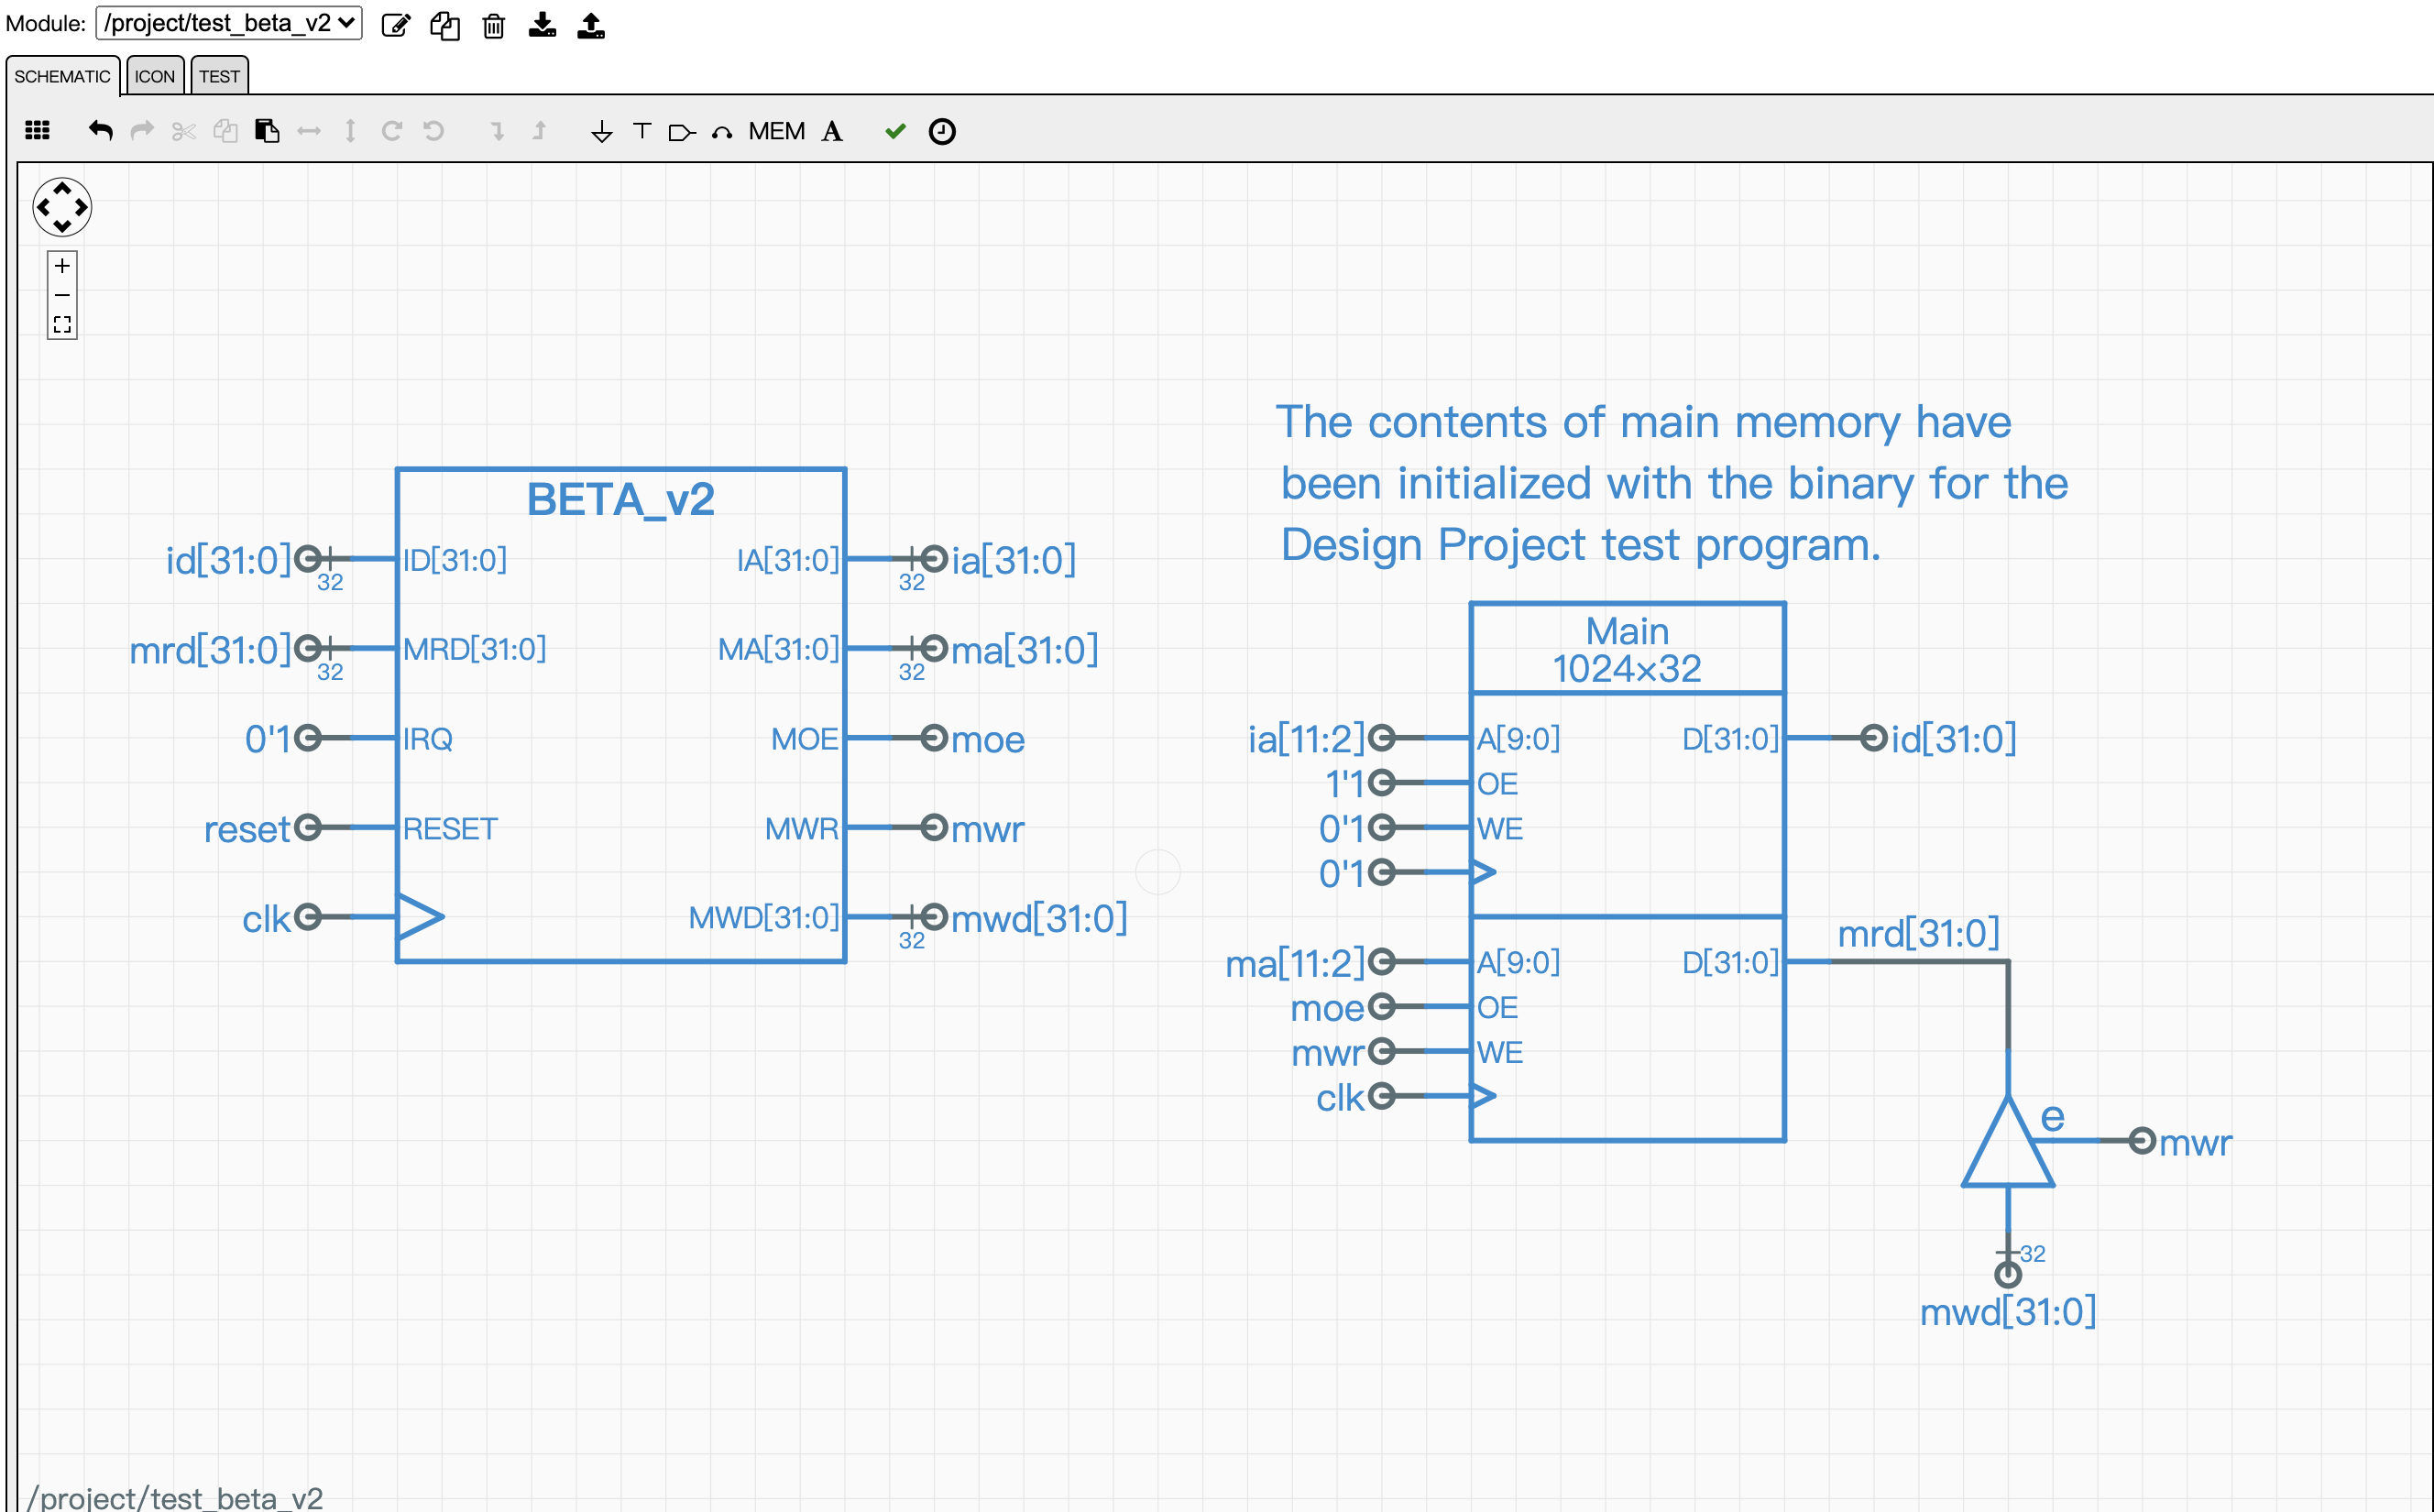 Module: /project/test_beta_v2
SCHEMATIC ICON TEST
MEM A
The contents of main memory have
been initialized with the binary for the
Design Project test program.
BETA_v2
id[31:0] 32 ID[31:0] IA[31:0] 32 ia[31:0]
mrd[31:0] 32 MRD[31:0] MA[31:0] 32 ma[31:0]
0'1 IRQ MOE moe
reset RESET MWR mwr
clk MWD[31:0] 32 mwd[31:0]
Main
1024×32
ia[11:2] A[9:0] D[31:0] id[31:0]
1'1 OE
0'1 WE
0'1
mrd[31:0]
ma[11:2] A[9:0] D[31:0]
moe OE
mwr WE
clk
e mwr
32
mwd[31:0]
/project/test_beta_v2